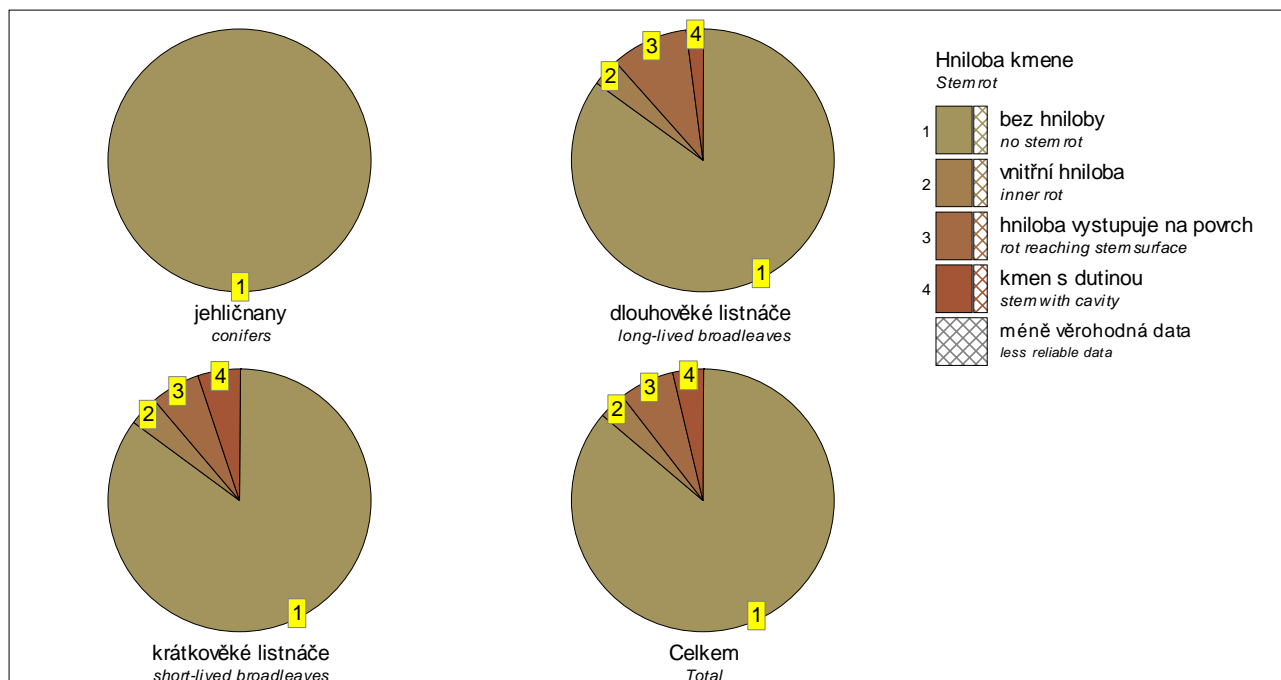 4
3
2
1
jehličnany
conifers
1
dlouhověké listnáče
long-lived broadleaves
4
3
2
1
krátkověké listnáče
short-lived broadleaves
4
3
2
1
Celkem
Total
Hniloba kmene
Stem rot
1
bez hniloby
no stem rot
2
vnitřní hniloba
inner rot
3
hniloba vystupuje na povrch
rot reaching stem surface
4
kmen s dutinou
stem with cavity
méně věrohodná data
less reliable data